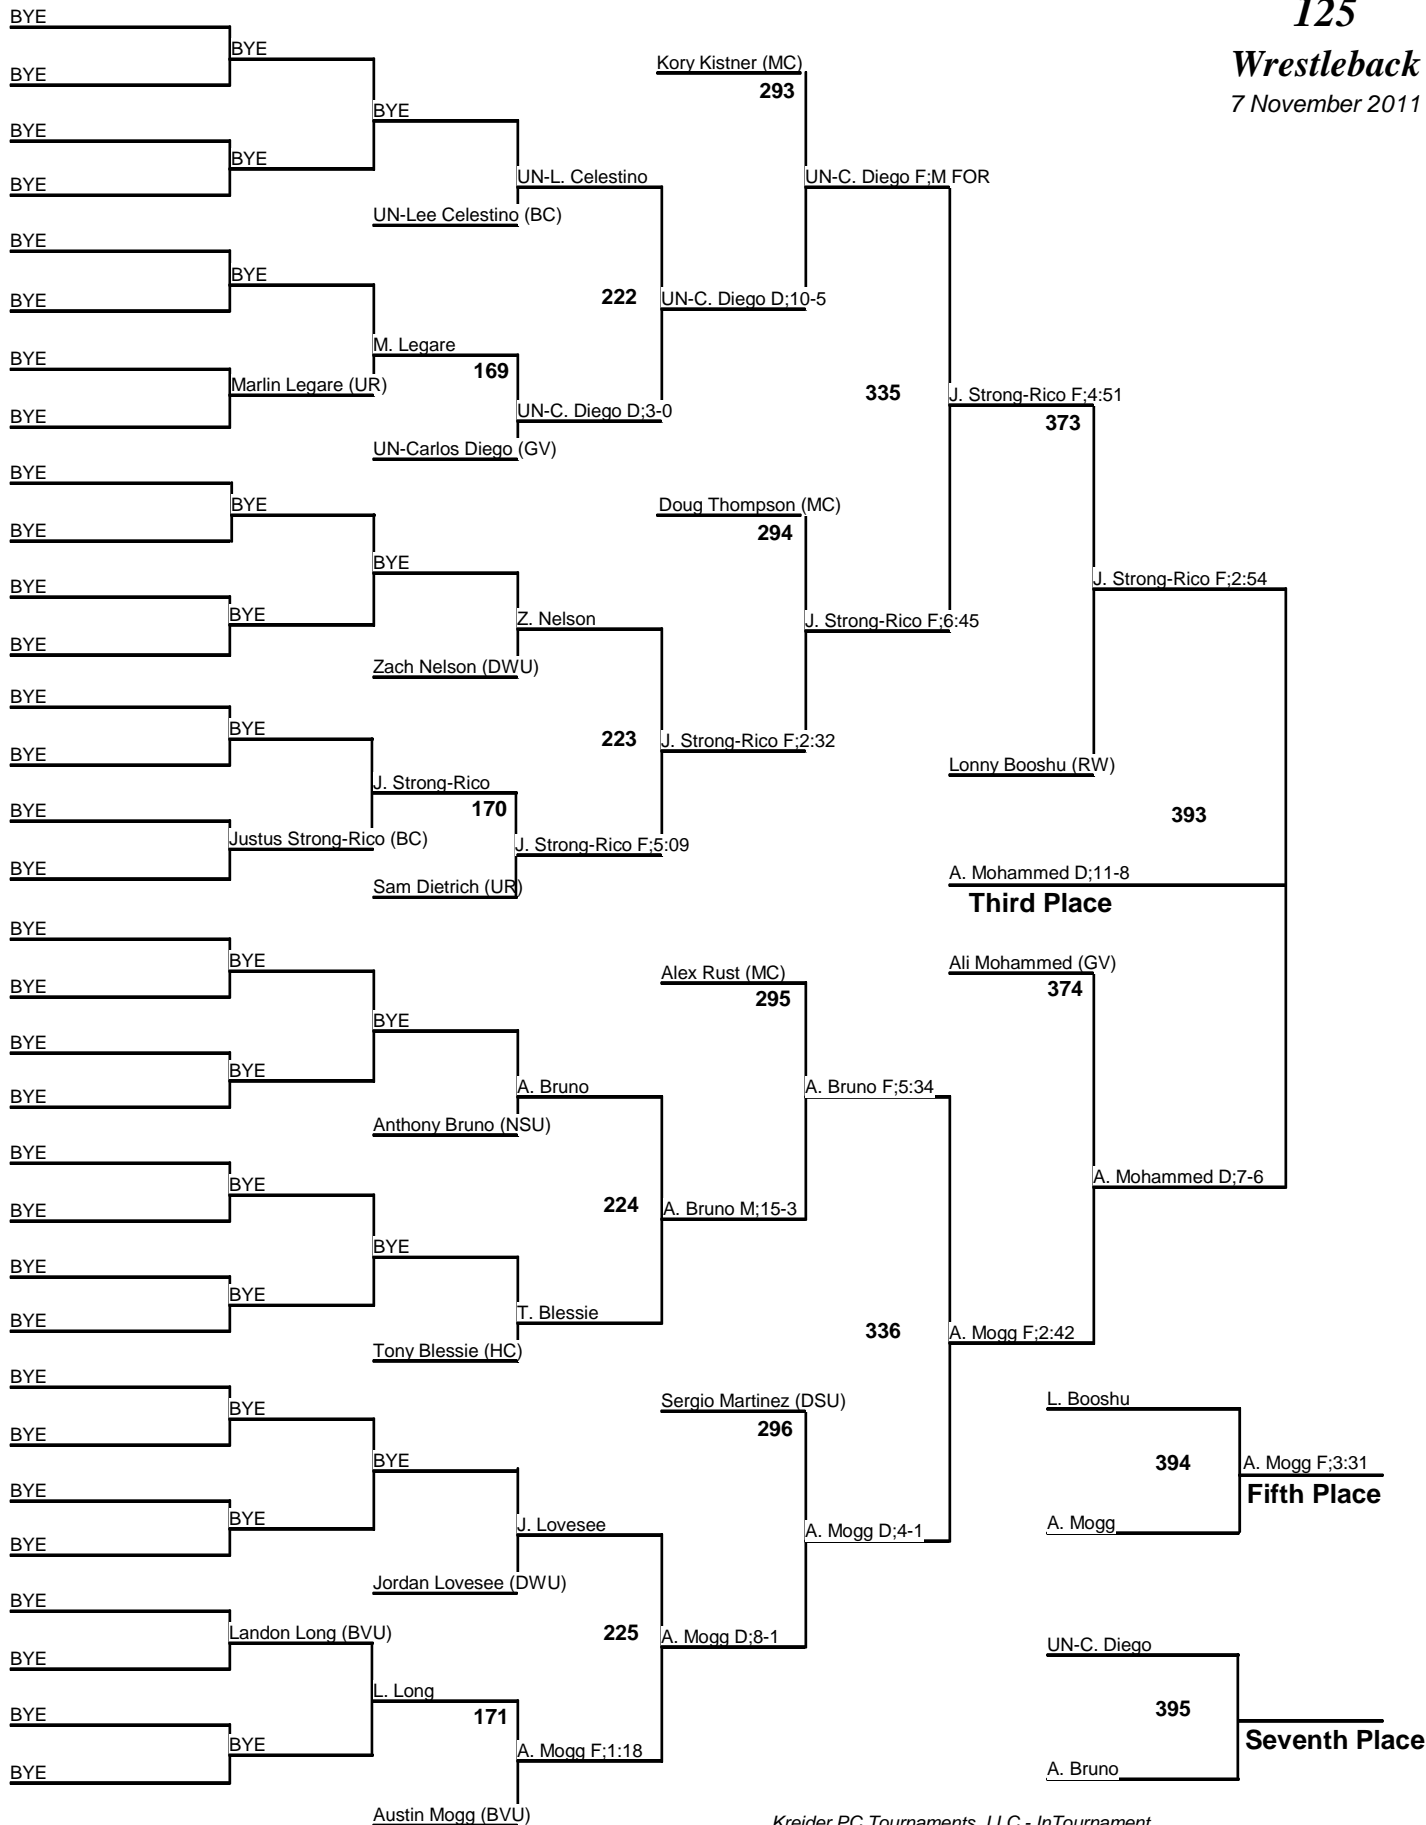 125
Wrestleback
7 November 2011
BYE
BYE
BYE
Kory Kistner (MC)
293
BYE
BYE
BYE
BYE
BYE
UN-L. Celestino
UN-C. Diego F;M FOR
UN-Lee Celestino (BC)
BYE
BYE
BYE
222
UN-C. Diego D;10-5
M. Legare
BYE
169
Marlin Legare (UR)
335
J. Strong-Rico F;4:51
BYE
UN-C. Diego D;3-0
373
UN-Carlos Diego (GV)
BYE
BYE
Doug Thompson (MC)
BYE
294
BYE
BYE
J. Strong-Rico F;2:54
BYE
Z. Nelson
J. Strong-Rico F;6:45
BYE
Zach Nelson (DWU)
BYE
BYE
223
J. Strong-Rico F;2:32
BYE
Lonny Booshu (RW)
J. Strong-Rico
BYE
170
393
Justus Strong-Rico (BC)
J. Strong-Rico F;5:09
BYE
A. Mohammed D;11-8
Sam Dietrich (UR)
Third Place
BYE
BYE
Alex Rust (MC)
Ali Mohammed (GV)
BYE
295
374
BYE
BYE
BYE
A. Bruno
A. Bruno F;5:34
BYE
Anthony Bruno (NSU)
BYE
BYE
A. Mohammed D;7-6
BYE
224
A. Bruno M;15-3
BYE
BYE
BYE
T. Blessie
BYE
336
A. Mogg F;2:42
Tony Blessie (HC)
BYE
Sergio Martinez (DSU)
L. Booshu
BYE
296
BYE
BYE
394
A. Mogg F;3:31
BYE
Fifth Place
BYE
J. Lovesee
A. Mogg
BYE
A. Mogg D;4-1
Jordan Lovesee (DWU)
BYE
Landon Long (BVU)
225
A. Mogg D;8-1
UN-C. Diego
BYE
L. Long
BYE
171
395
BYE
A. Mogg F;1:18
Seventh Place
BYE
A. Bruno
Austin Mogg (BVU)
Kreider PC Tournaments, LLC - InTournament